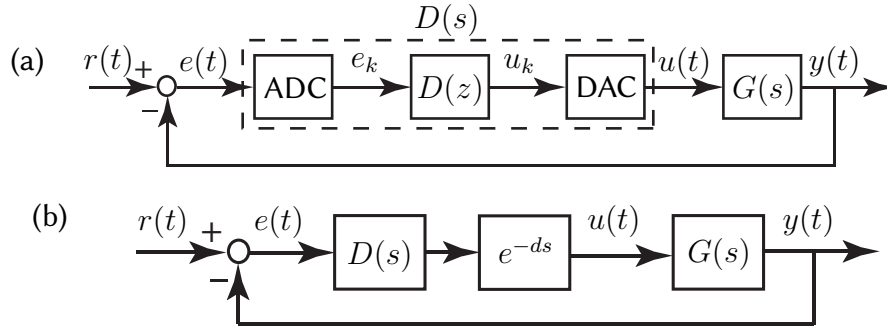 D(s)
(a)
r(t) + e(t) ADC e_k D(z) u_k DAC u(t) G(s) y(t)
−
(b)
r(t) + e(t) D(s) e^{-ds} u(t) G(s) y(t)
−